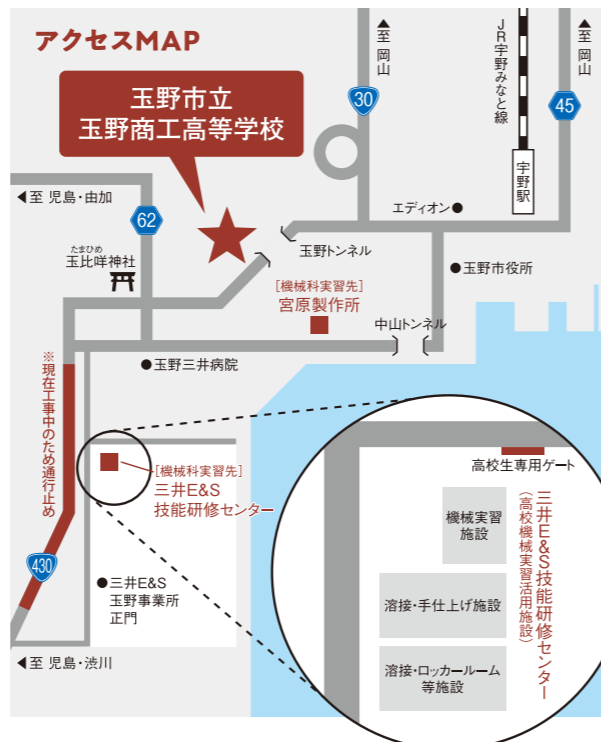 アクセスMAP
玉野市立
玉野商工高等学校
▲至 岡山
30
JR宇野みなと線
▲至 岡山
45
宇野駅
◀至 児島・由加
62
エディオン●
玉野トンネル
たまひめ
玉比咩神社
●玉野市役所
[機械科実習先]
宮原製作所
中山トンネル
●玉野三井病院
※現在工事中のため通行止め
[機械科実習先]
三井E&S
技能研修センター
430
●三井E&S
玉野事業所
正門
◀至 児島・渋川
高校生専用ゲート
三井E&S技能研修センター
(高校機械実習活用施設)
機械実習
施設
溶接・手仕上げ施設
溶接・ロッカールーム
等施設